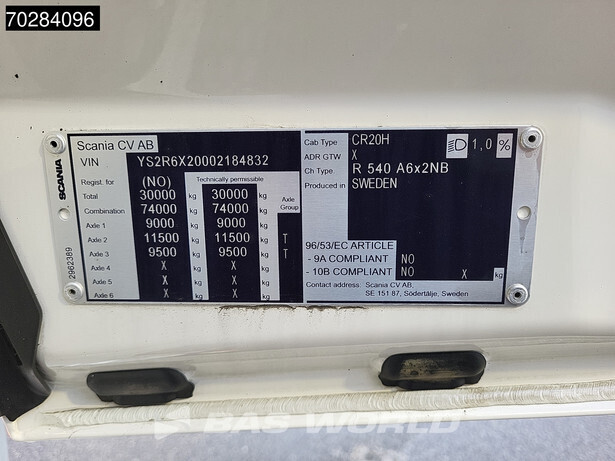 70284096
SCANIA
2962389
Scania CV AB
VIN YS2R6X20002184832
Regist. for (NO) Technically permissible
Total 30000 kg 30000 kg Axle Group
Combination 74000 kg 74000 kg
Axle 1 9000 kg 9000 kg
Axle 2 11500 kg 11500 kg T
Axle 3 9500 kg 9500 kg T
Axle 4 X kg X kg
Axle 5 X kg X kg
Axle 6 X kg X kg
Cab Type CR20H 1,0 %
ADR GTW X
Ch Type R 540 A6x2NB
Produced in SWEDEN
96/53/EC ARTICLE
- 9A COMPLIANT NO
- 10B COMPLIANT NO X kg
Contact address: Scania CV AB,
SE 151 87, Södertälje, Sweden
BAS WORLD